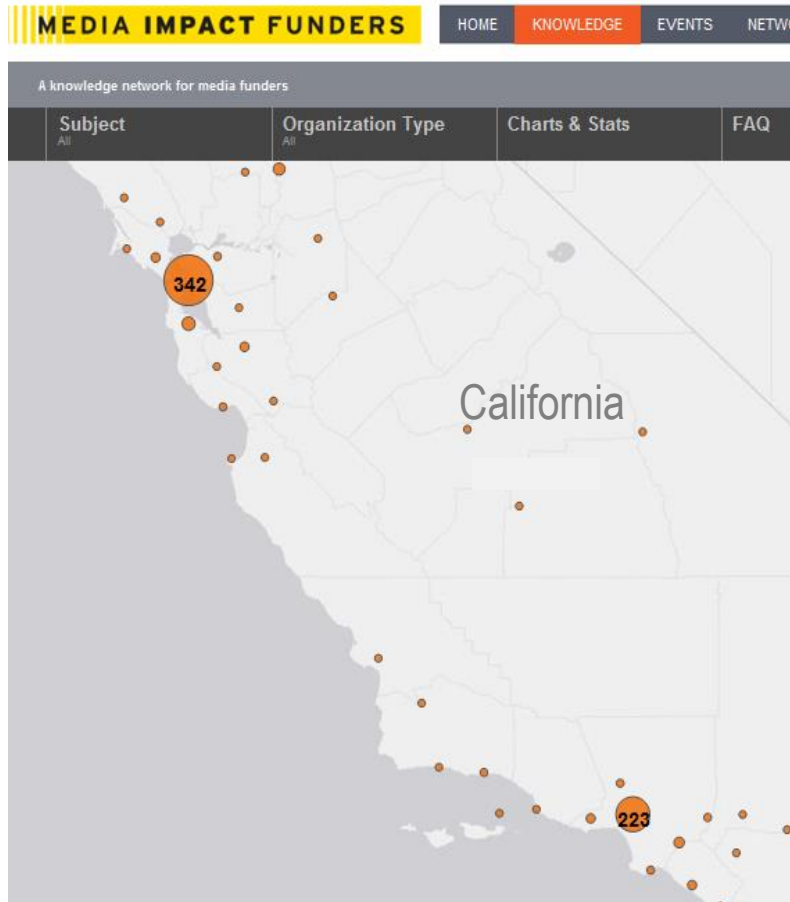 MEDIA IMPACT FUNDERS
HOME KNOWLEDGE EVENTS
A knowledge network for media funders
Subject Organization Type Charts & Stats FAQ
All All
342
California
223